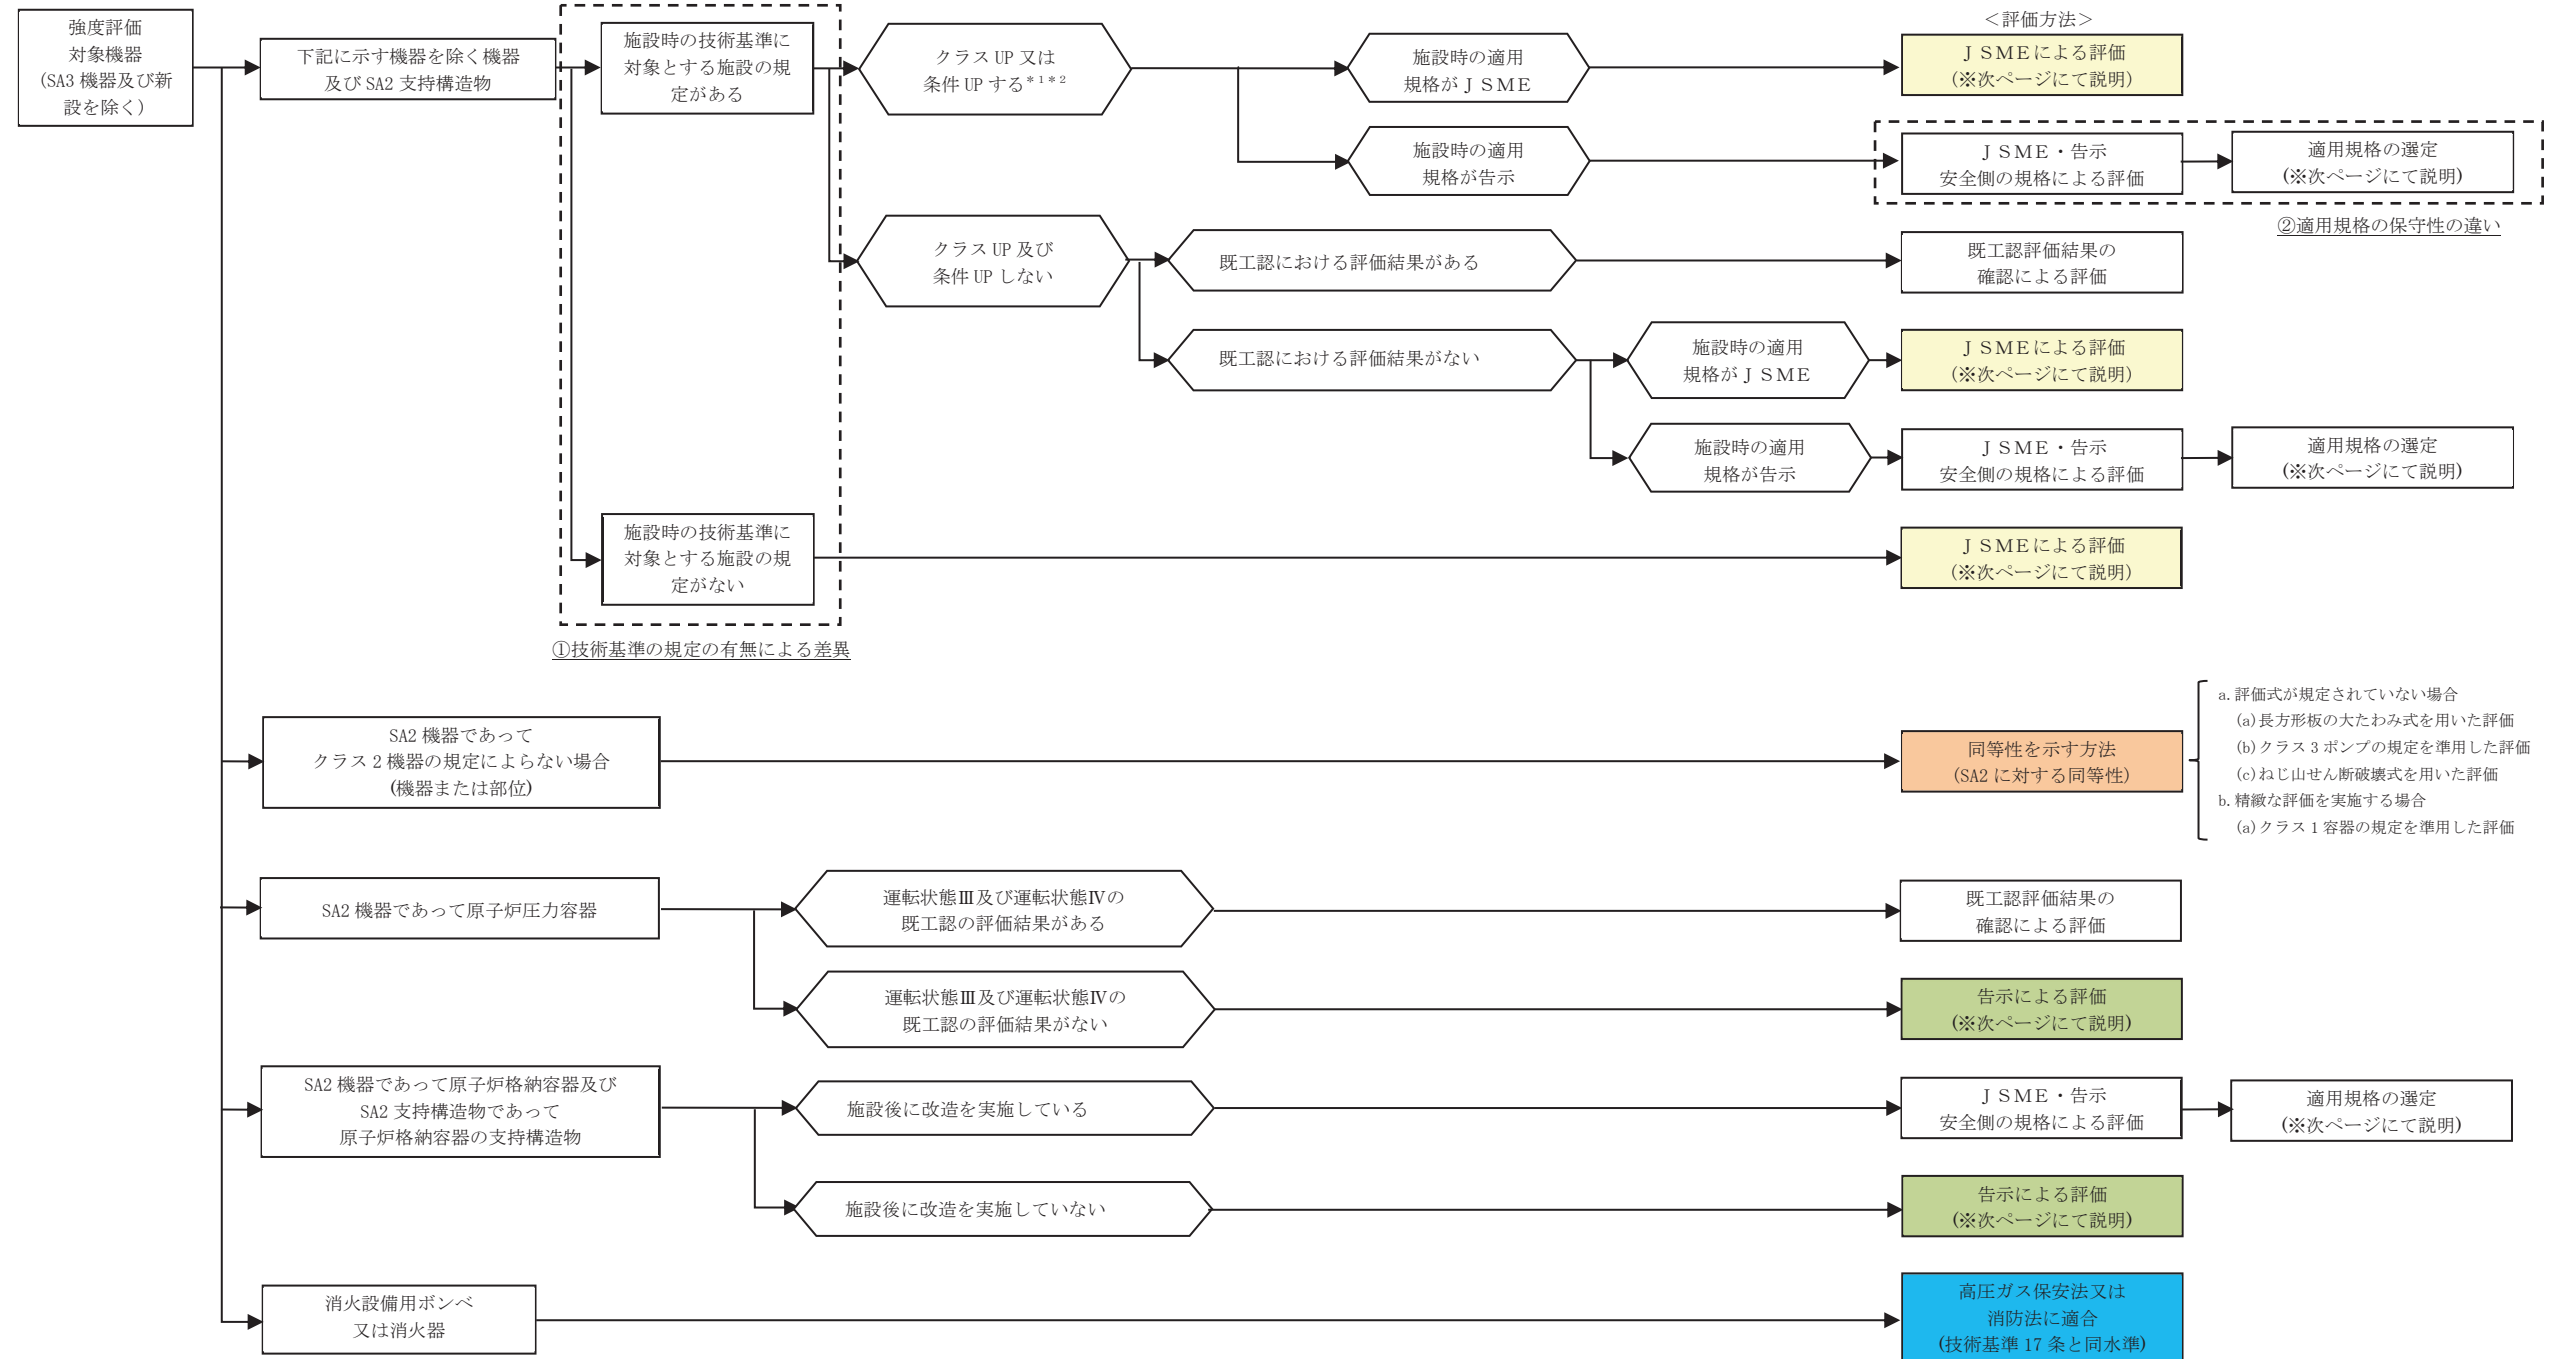 強度評価
対象機器
(SA3 機器及び新
設を除く)
下記に示す機器を除く機器
及び SA2 支持構造物
施設時の技術基準に
対象とする施設の規
定がある
クラス UP 又は
条件 UP する＊1＊2
施設時の適用
規格がＪＳＭＥ
＜評価方法＞
ＪＳＭＥによる評価
(※次ページにて説明)
施設時の適用
規格が告示
ＪＳＭＥ・告示
安全側の規格による評価
適用規格の選定
(※次ページにて説明)
②適用規格の保守性の違い
クラス UP 及び
条件 UP しない
既工認における評価結果がある
既工認評価結果の
確認による評価
既工認における評価結果がない
施設時の適用
規格がＪＳＭＥ
ＪＳＭＥによる評価
(※次ページにて説明)
施設時の適用
規格が告示
ＪＳＭＥ・告示
安全側の規格による評価
適用規格の選定
(※次ページにて説明)
施設時の技術基準に
対象とする施設の規
定がない
ＪＳＭＥによる評価
(※次ページにて説明)
①技術基準の規定の有無による差異
SA2 機器であって
クラス 2 機器の規定によらない場合
(機器または部位)
同等性を示す方法
(SA2 に対する同等性)
a. 評価式が規定されていない場合
(a) 長方形板の大たわみ式を用いた評価
(b) クラス 3 ポンプの規定を準用した評価
(c) ねじ山せん断破壊式を用いた評価
b. 精緻な評価を実施する場合
(a) クラス 1 容器の規定を準用した評価
SA2 機器であって原子炉圧力容器
運転状態Ⅲ及び運転状態Ⅳの
既工認の評価結果がある
既工認評価結果の
確認による評価
運転状態Ⅲ及び運転状態Ⅳの
既工認の評価結果がない
告示による評価
(※次ページにて説明)
SA2 機器であって原子炉格納容器及び
SA2 支持構造物であって
原子炉格納容器の支持構造物
施設後に改造を実施している
ＪＳＭＥ・告示
安全側の規格による評価
適用規格の選定
(※次ページにて説明)
施設後に改造を実施していない
告示による評価
(※次ページにて説明)
消火設備用ボンベ
又は消火器
高圧ガス保安法又は
消防法に適合
(技術基準 17 条と同水準)